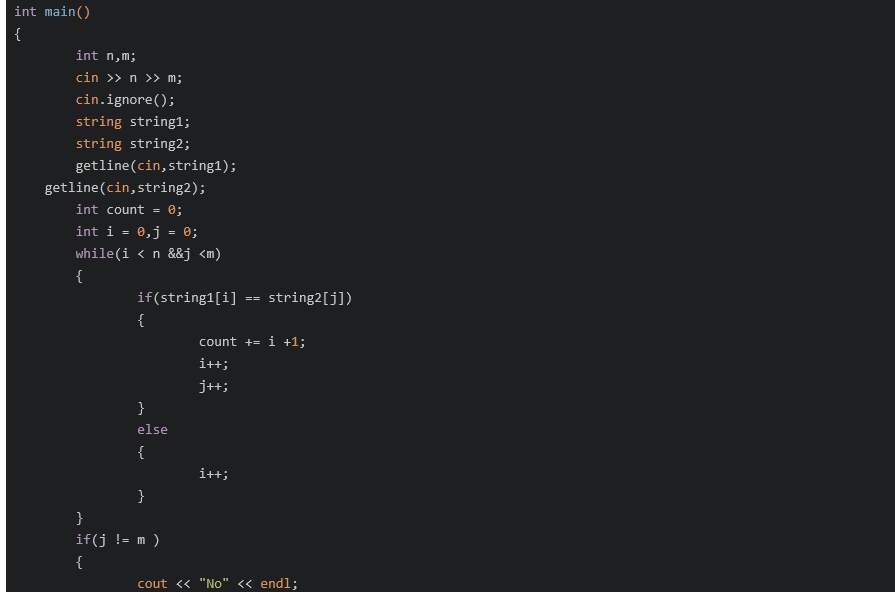 int main()
{
int n,m;
cin >> n >> m;
cin.ignore();
string string1;
string string2;
getline(cin,string1);
getline(cin,string2);
int count = 0;
int i = 0,j = 0;
while(i < n &&j <m)
{
if(string1[i] == string2[j])
{
count += i +1;
i++;
j++;
}
else
{
i++;
}
}
if(j != m )
{
cout << "No" << endl;